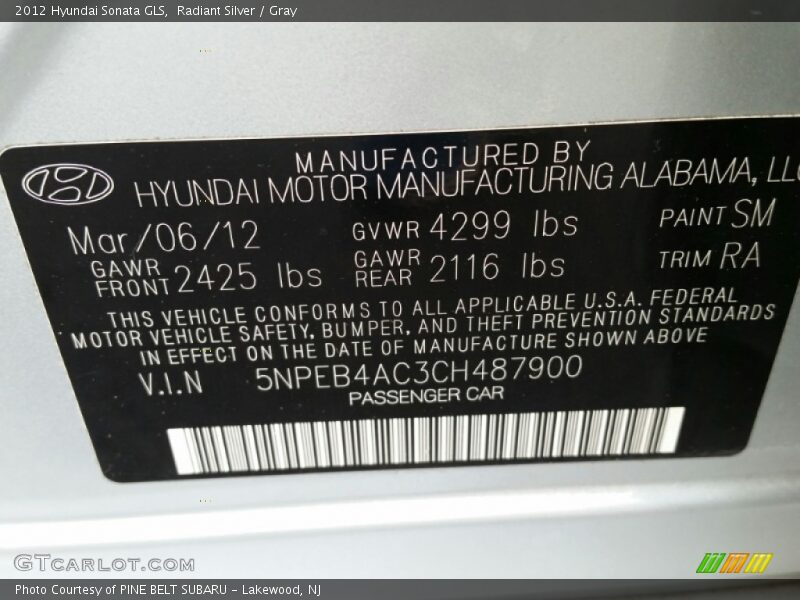 2012 Hyundai Sonata GLS, Radiant Silver / Gray
MANUFACTURED BY
HYUNDAI MOTOR MANUFACTURING ALABAMA, LLC
Mar/06/12 GVWR 4299 lbs PAINT SM
GAWR FRONT 2425 lbs GAWR REAR 2116 lbs TRIM RA
THIS VEHICLE CONFORMS TO ALL APPLICABLE U.S.A. FEDERAL
MOTOR VEHICLE SAFETY, BUMPER, AND THEFT PREVENTION STANDARDS
IN EFFECT ON THE DATE OF MANUFACTURE SHOWN ABOVE
V.I.N 5NPEB4AC3CH487900
PASSENGER CAR
GTCARLOT.COM
Photo Courtesy of PINE BELT SUBARU - Lakewood, NJ